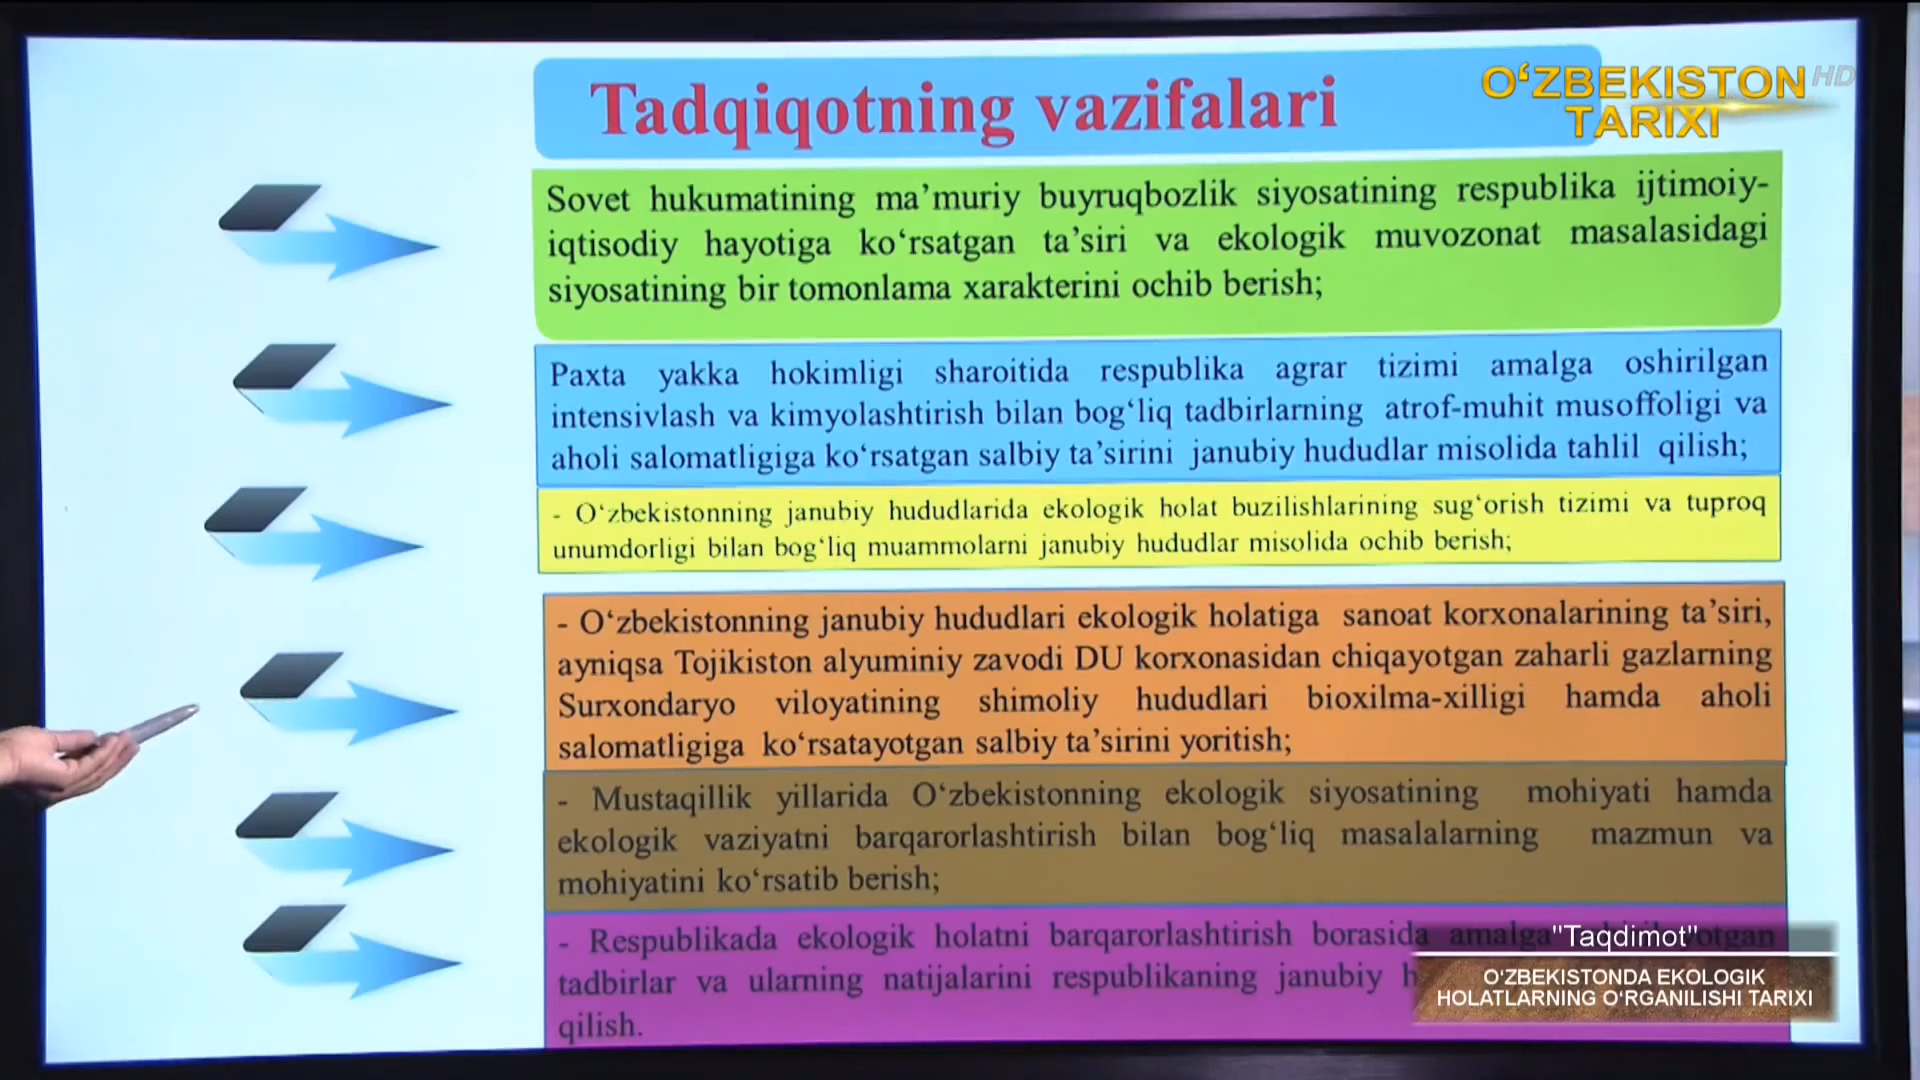 Tadqiqotning vazifalari
O‘ZBEKISTON HD
TARIXI
Sovet hukumatining ma’muriy buyruqbozlik siyosatining respublika ijtimoiy-
iqtisodiy hayotiga ko‘rsatgan ta’siri va ekologik muvozonat masalasidagi
siyosatining bir tomonlama xarakterini ochib berish;
Paxta yakka hokimligi sharoitida respublika agrar tizimi amalga oshirilgan
intensivlash va kimyolashtirish bilan bog‘liq tadbirlarning atrof-muhit musoffoligi va
aholi salomatligiga ko‘rsatgan salbiy ta’sirini janubiy hududlar misolida tahlil qilish;
- O‘zbekistonning janubiy hududlarida ekologik holat buzilishlarining sug‘orish tizimi va tuproq
unumdorligi bilan bog‘liq muammolarni janubiy hududlar misolida ochib berish;
- O‘zbekistonning janubiy hududlari ekologik holatiga sanoat korxonalarining ta’siri,
ayniqsa Tojikiston alyuminiy zavodi DU korxonasidan chiqayotgan zaharli gazlarning
Surxondaryo viloyatining shimoliy hududlari bioxilma-xilligi hamda aholi
salomatligiga ko‘rsatayotgan salbiy ta’sirini yoritish;
- Mustaqillik yillarida O‘zbekistonning ekologik siyosatining mohiyati hamda
ekologik vaziyatni barqarorlashtirish bilan bog‘liq masalalarning mazmun va
mohiyatini ko‘rsatib berish;
- Respublikada ekologik holatni barqarorlashtirish borasida amalga
tadbirlar va ularning natijalarini respublikaning janubiy
qilish.
"Taqdimot"
O‘ZBEKISTONDA EKOLOGIK
HOLATLARNING O‘RGANILISHI TARIXI